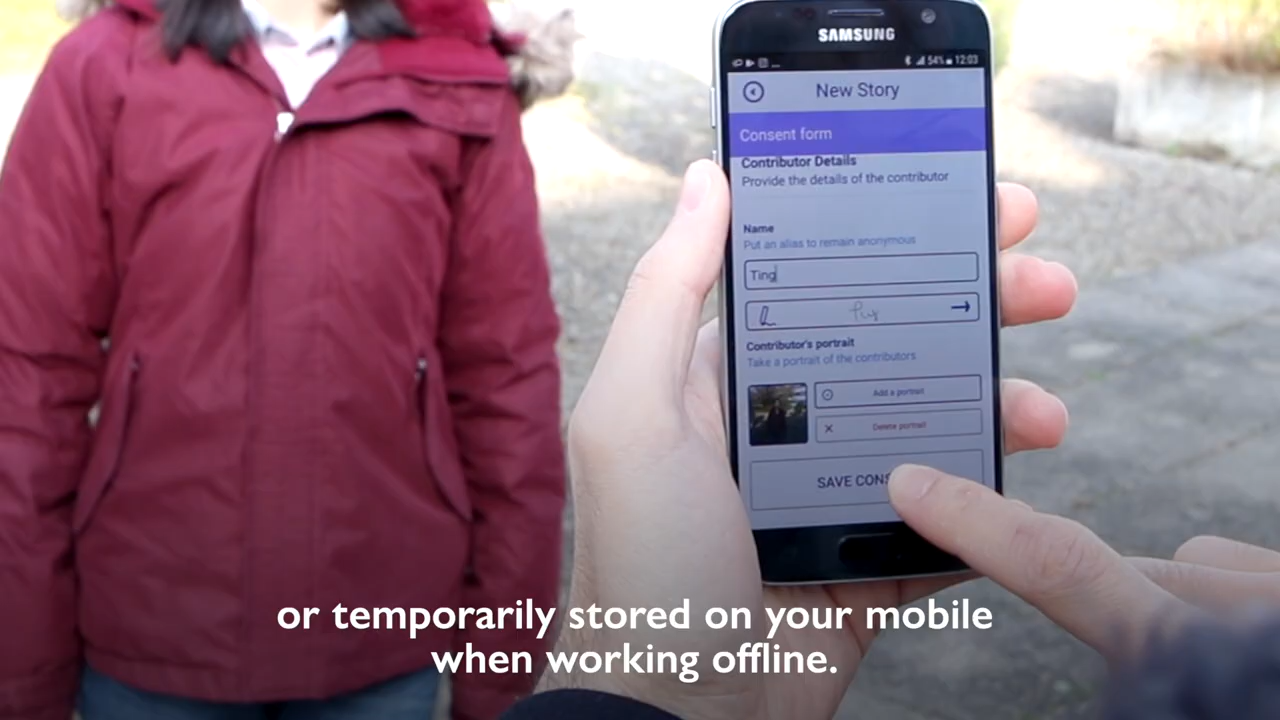 SAMSUNG
54% 12:03
New Story
Consent form
Contributor Details
Provide the details of the contributor
Name
Put an alias to remain anonymous
Ting
Contributor's portrait
Take a portrait of the contributors
Add a portrait
Delete portrait
SAVE CONS
or temporarily stored on your mobile
when working offline.